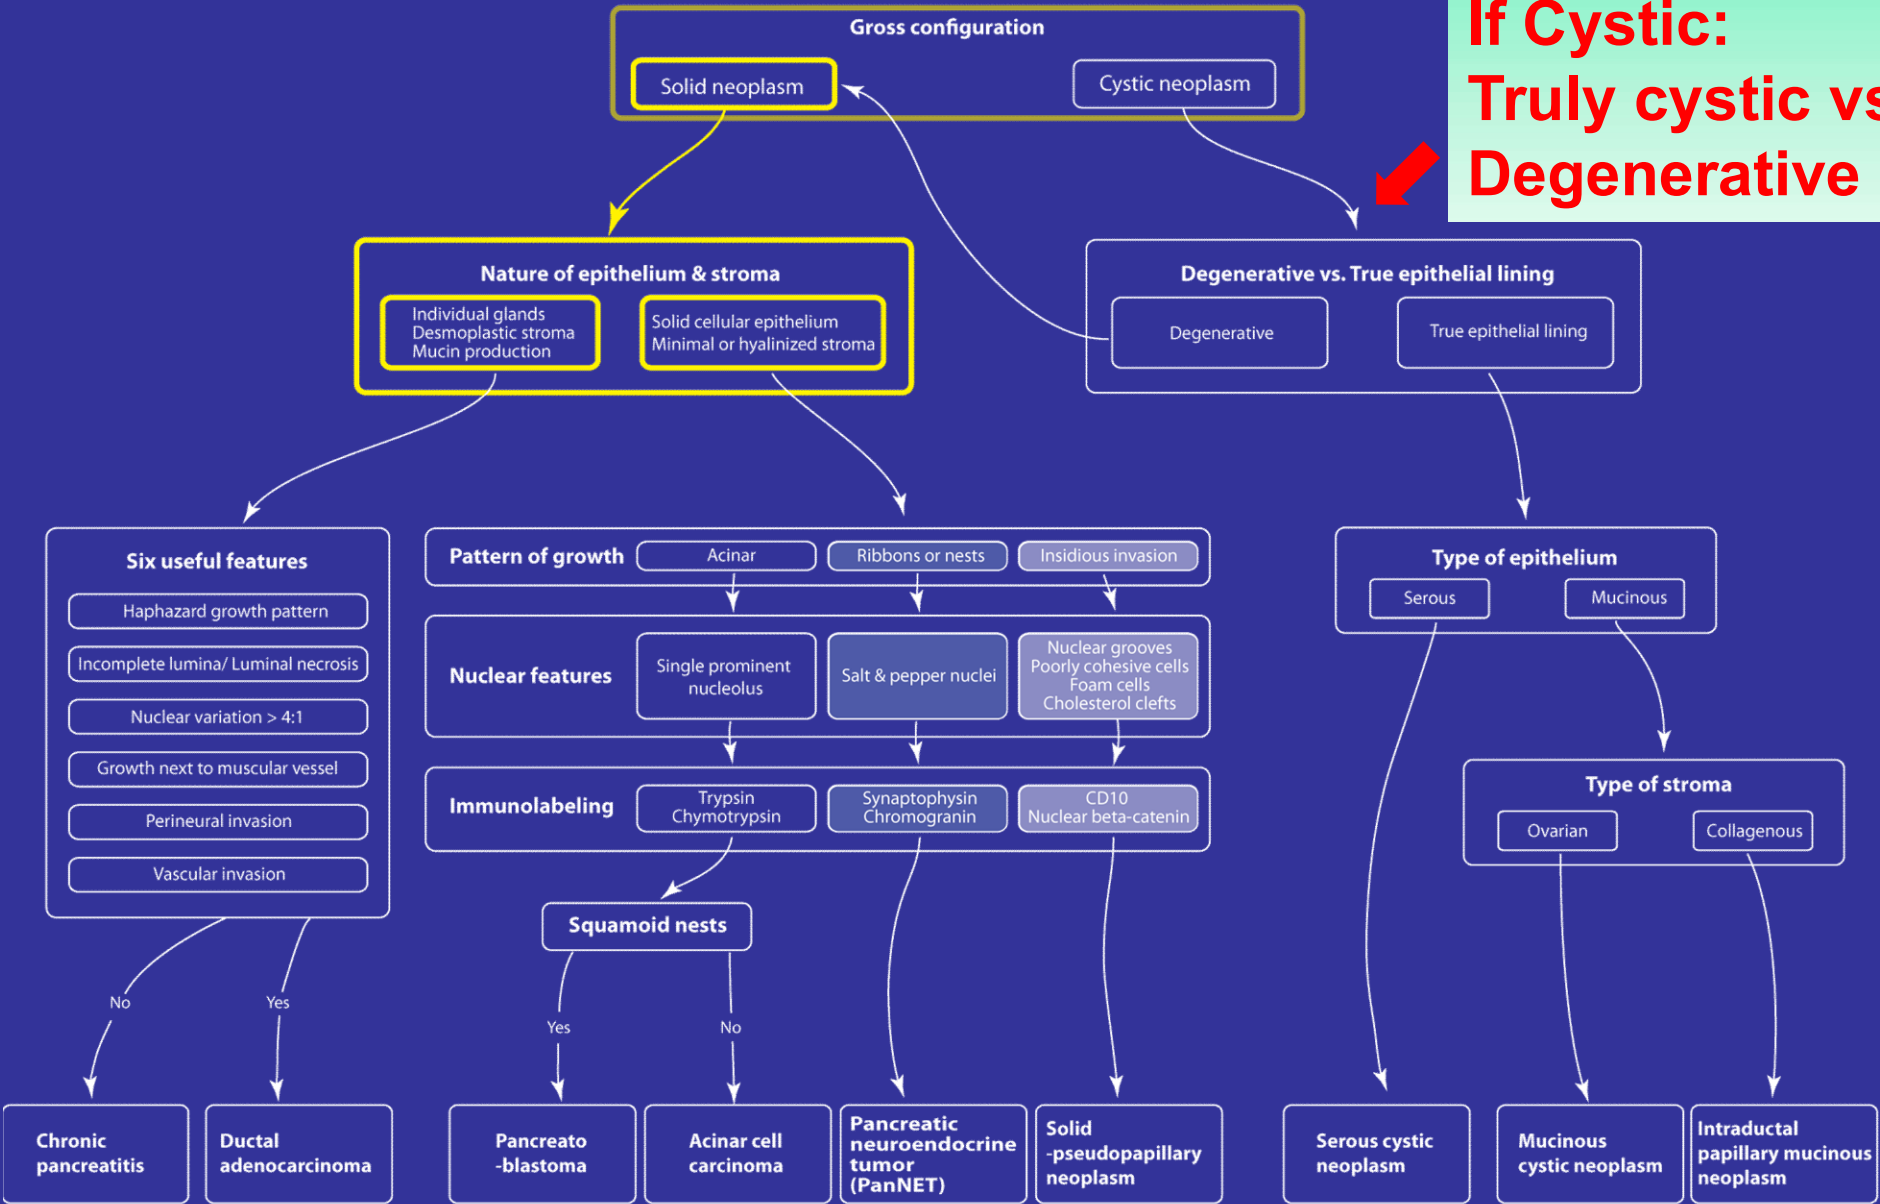 Gross configuration
Solid neoplasm
Cystic neoplasm
If Cystic:
Truly cystic vs
Degenerative
Nature of epithelium & stroma
Individual glands
Desmoplastic stroma
Mucin production
Solid cellular epithelium
Minimal or hyalinized stroma
Degenerative vs. True epithelial lining
Degenerative
True epithelial lining
Six useful features
Haphazard growth pattern
Incomplete lumina/ Luminal necrosis
Nuclear variation > 4:1
Growth next to muscular vessel
Perineural invasion
Vascular invasion
No
Yes
Pattern of growth
Acinar
Ribbons or nests
Insidious invasion
Nuclear features
Single prominent
nucleolus
Salt & pepper nuclei
Nuclear grooves
Poorly cohesive cells
Foam cells
Cholesterol clefts
Immunolabeling
Trypsin
Chymotrypsin
Synaptophysin
Chromogranin
CD10
Nuclear beta-catenin
Squamoid nests
Yes
No
Type of epithelium
Serous
Mucinous
Type of stroma
Ovarian
Collagenous
Chronic
pancreatitis
Ductal
adenocarcinoma
Pancreato
-blastoma
Acinar cell
carcinoma
Pancreatic
neuroendocrine
tumor
(PanNET)
Solid
-pseudopapillary
neoplasm
Serous cystic
neoplasm
Mucinous
cystic neoplasm
Intraductal
papillary mucinous
neoplasm